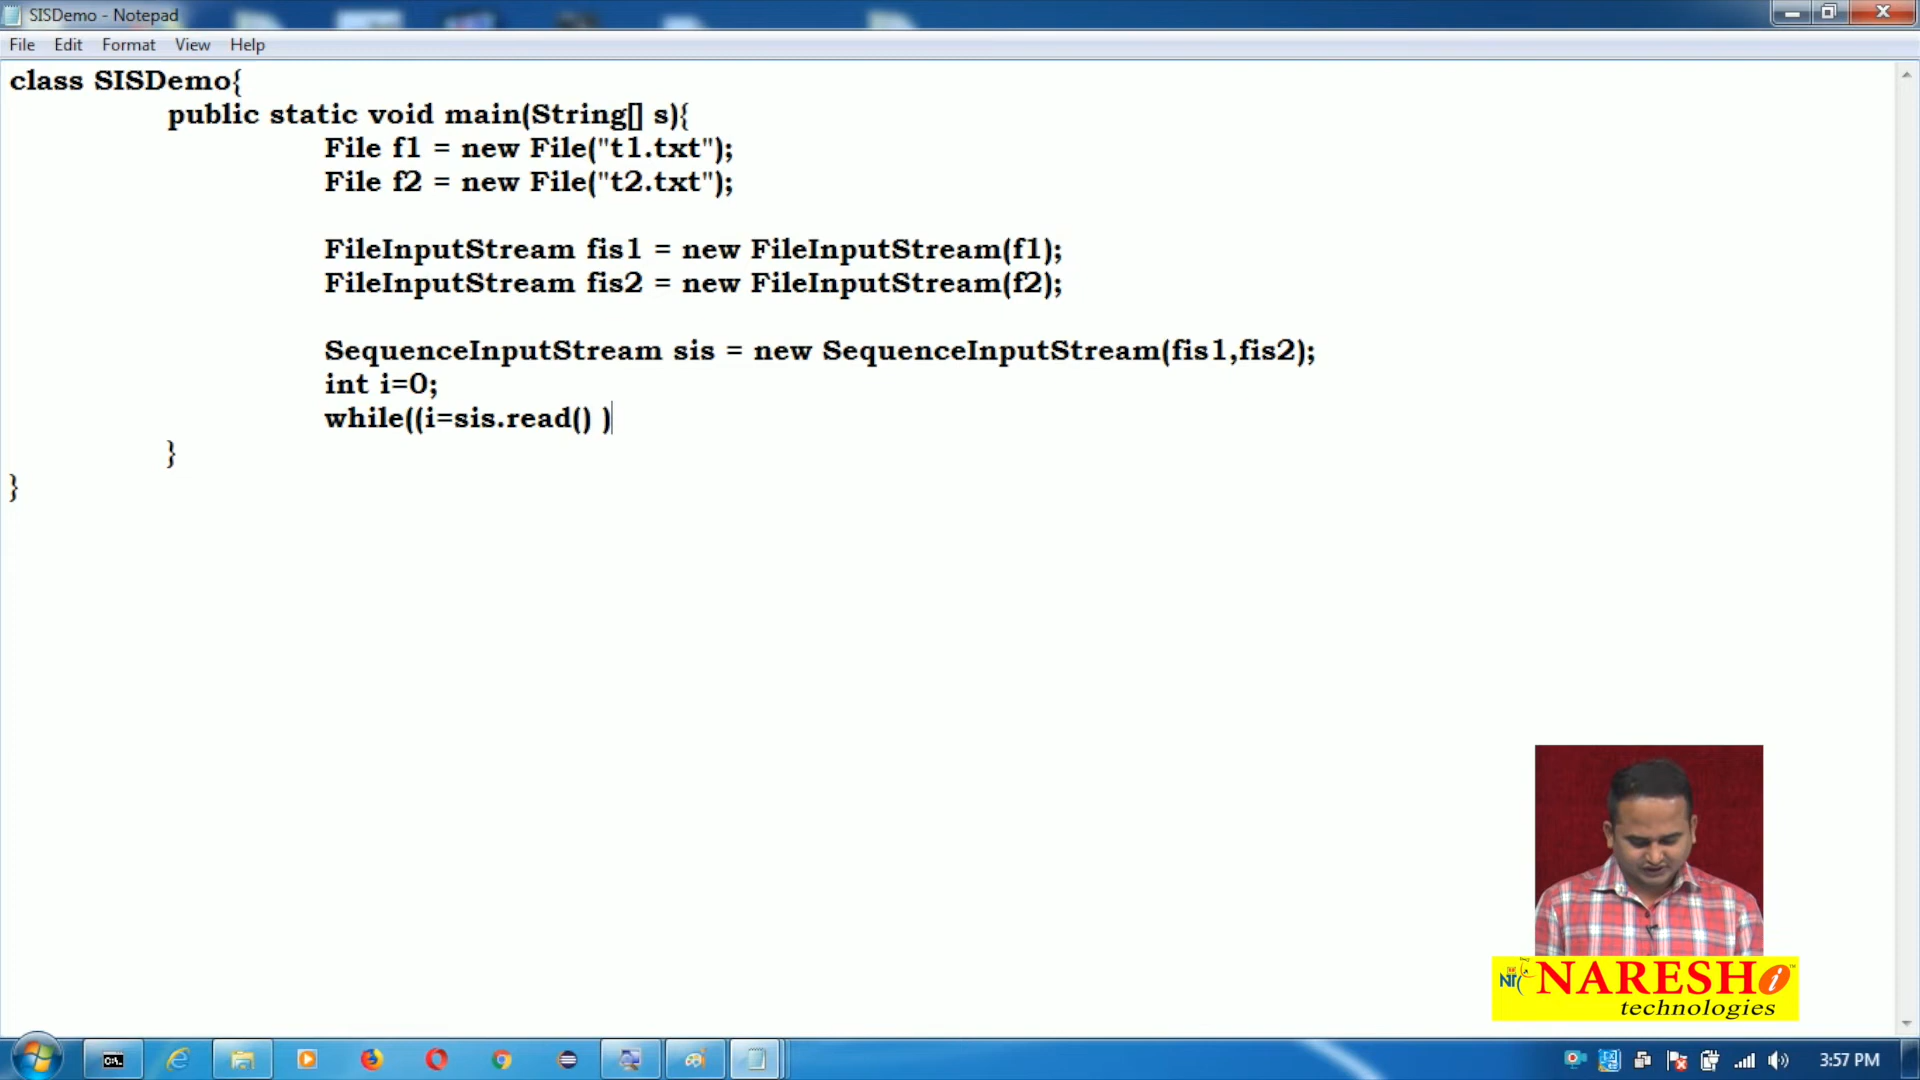 SISDemo - Notepad
File Edit Format View Help
class SISDemo{
public static void main(String[] s){
File f1 = new File("t1.txt");
File f2 = new File("t2.txt");
FileInputStream fis1 = new FileInputStream(f1);
FileInputStream fis2 = new FileInputStream(f2);
SequenceInputStream sis = new SequenceInputStream(fis1,fis2);
int i=0;
while((i=sis.read() )
}
}
NARESH i
technologies
3:57 PM